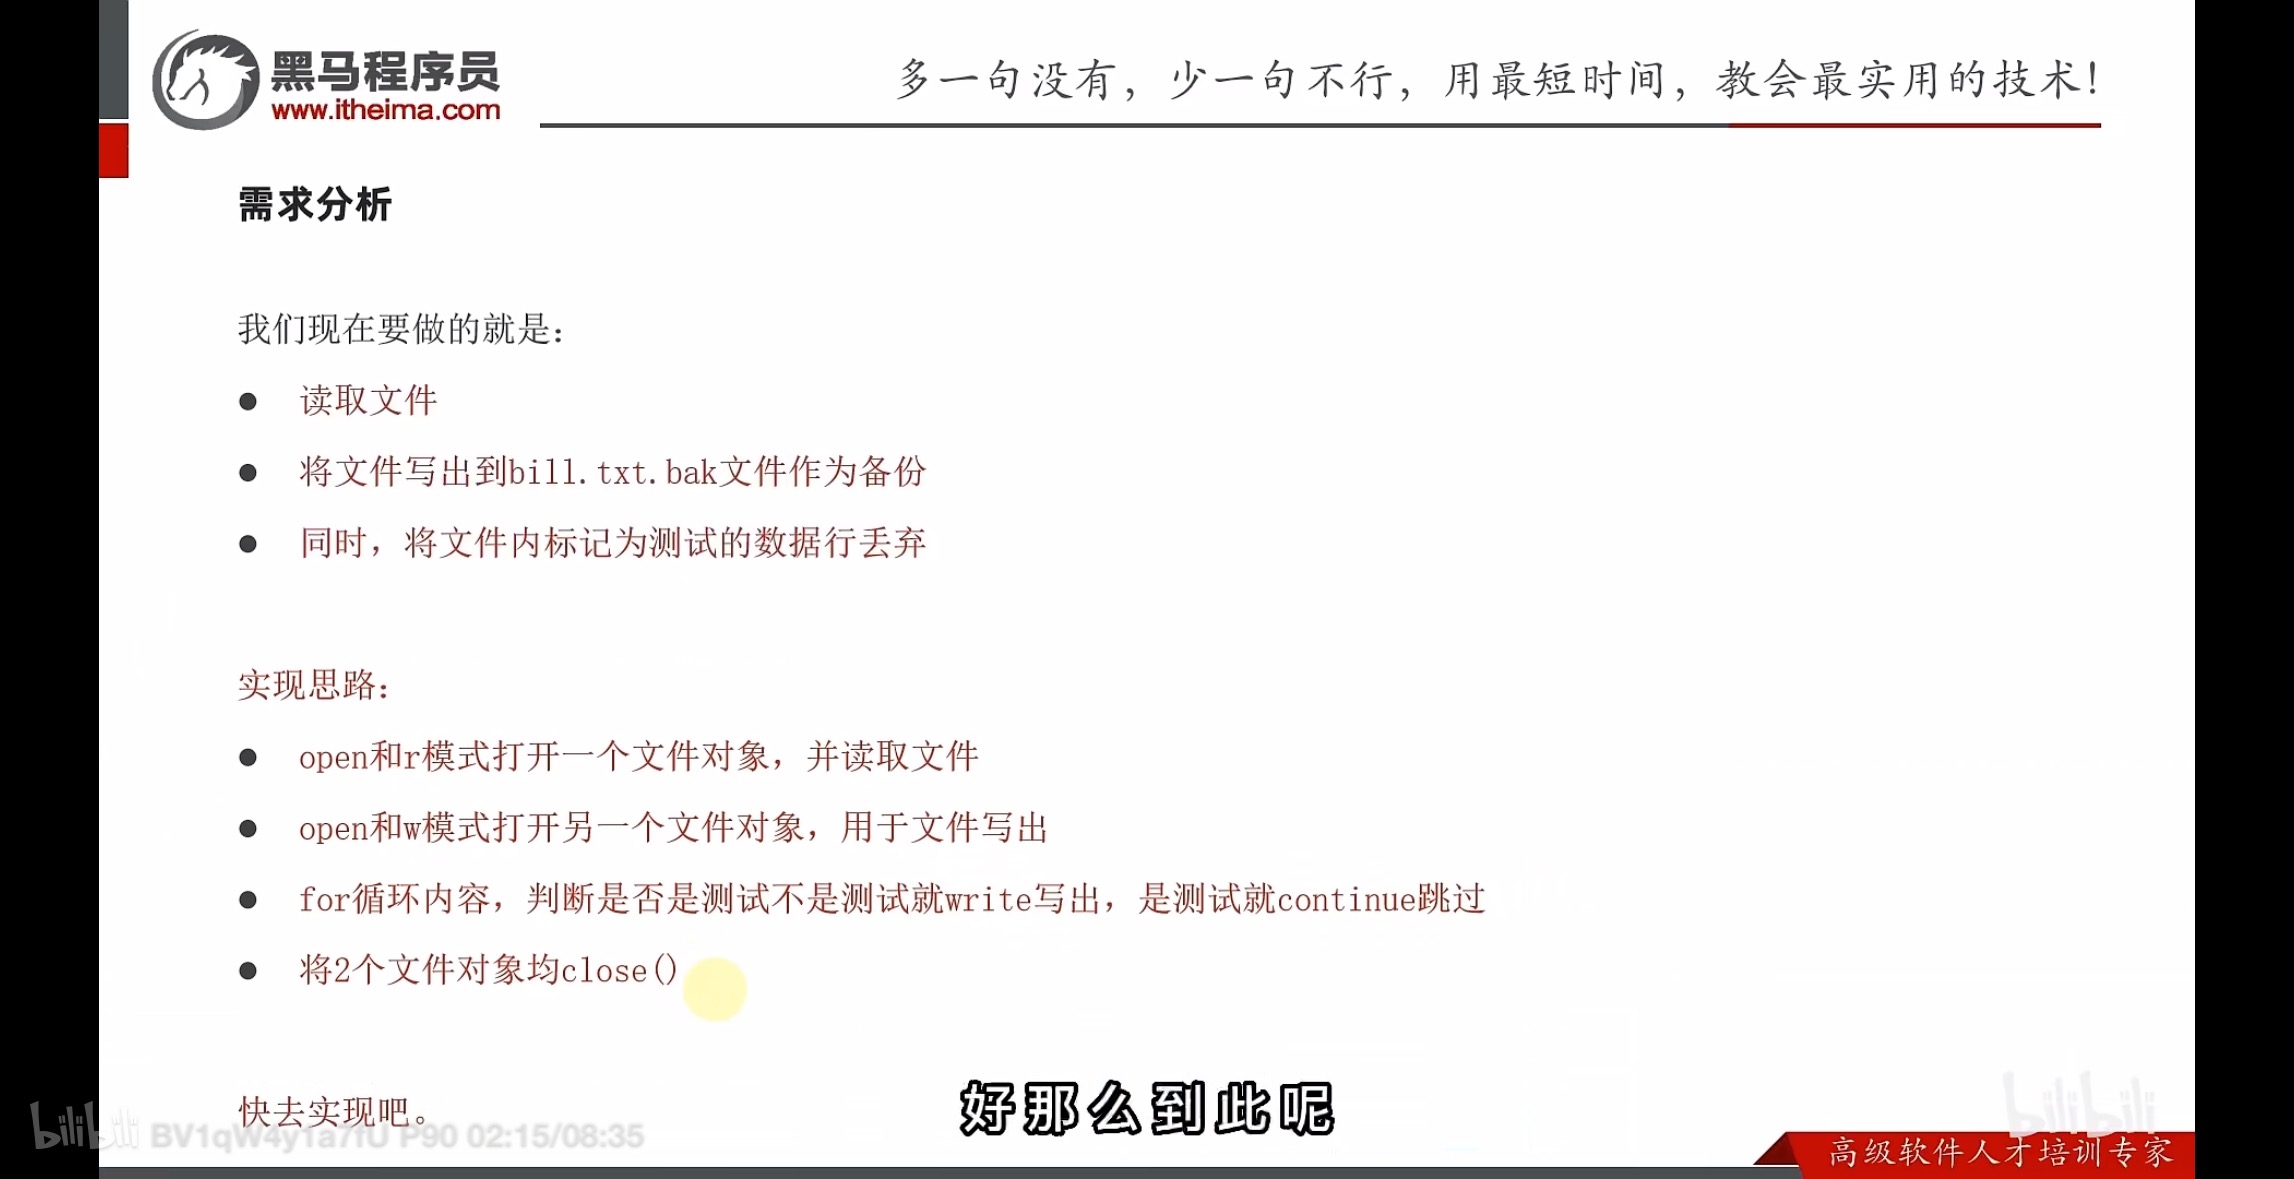 黑马程序员
www.itheima.com
多一句没有，少一句不行，用最短时间，教会最实用的技术！
需求分析
我们现在要做的就是：
● 读取文件
● 将文件写出到bill.txt.bak文件作为备份
● 同时，将文件内标记为测试的数据行丢弃
实现思路：
● open和r模式打开一个文件对象，并读取文件
● open和w模式打开另一个文件对象，用于文件写出
● for循环内容，判断是否是测试不是测试就write写出，是测试就continue跳过
● 将2个文件对象均close()
快去实现吧。
好那么到此呢
bilibili BV1qW4y1a7fU P90 02:15/08:35
bilibili
高级软件人才培训专家